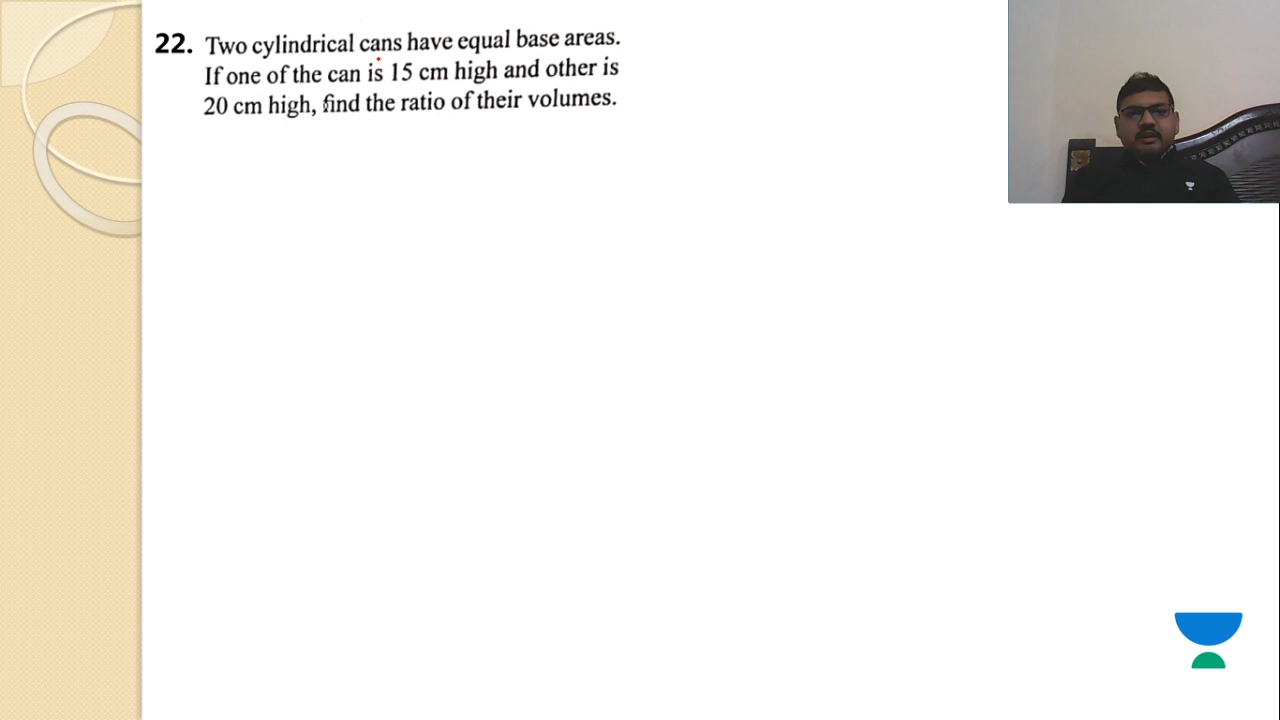 22. Two cylindrical cans have equal base areas.
If one of the can is 15 cm high and other is
20 cm high, find the ratio of their volumes.